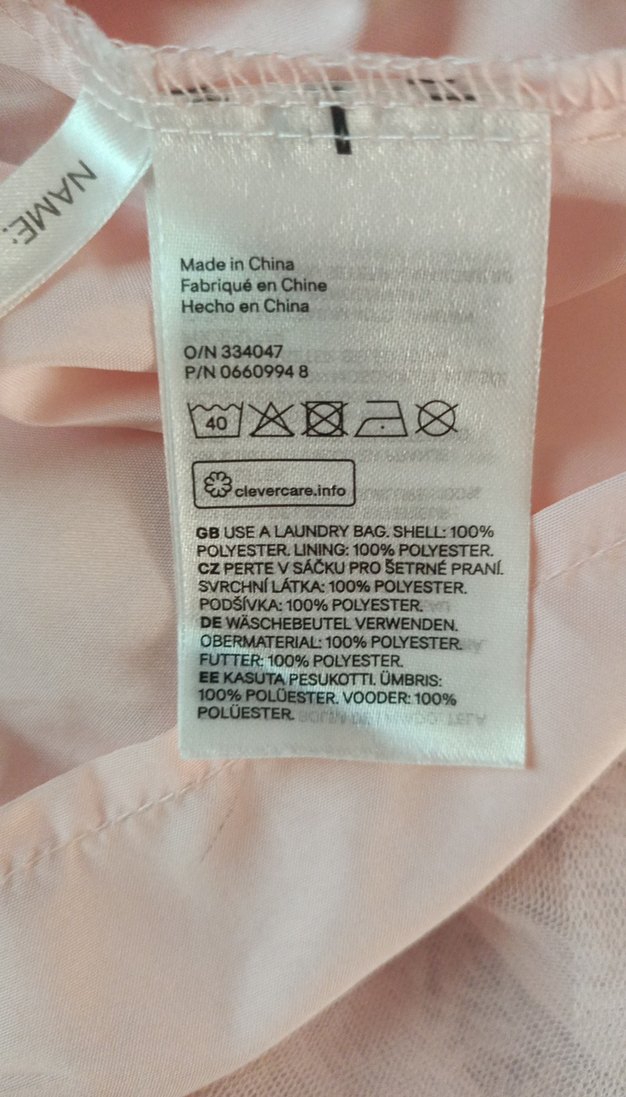 NAME:
Made in China
Fabriqué en Chine
Hecho en China
O/N 334047
P/N 0660994 8
40
clevercare.info
GB USE A LAUNDRY BAG. SHELL: 100%
POLYESTER. LINING: 100% POLYESTER.
CZ PERTE V SÁČKU PRO ŠETRNÉ PRANÍ.
SVRCHNÍ LÁTKA: 100% POLYESTER.
PODŠÍVKA: 100% POLYESTER.
DE WÄSCHEBEUTEL VERWENDEN.
OBERMATERIAL: 100% POLYESTER.
FUTTER: 100% POLYESTER.
EE KASUTA PESUKOTTI. ÜMBRIS:
100% POLÜESTER. VOODER: 100%
POLÜESTER.